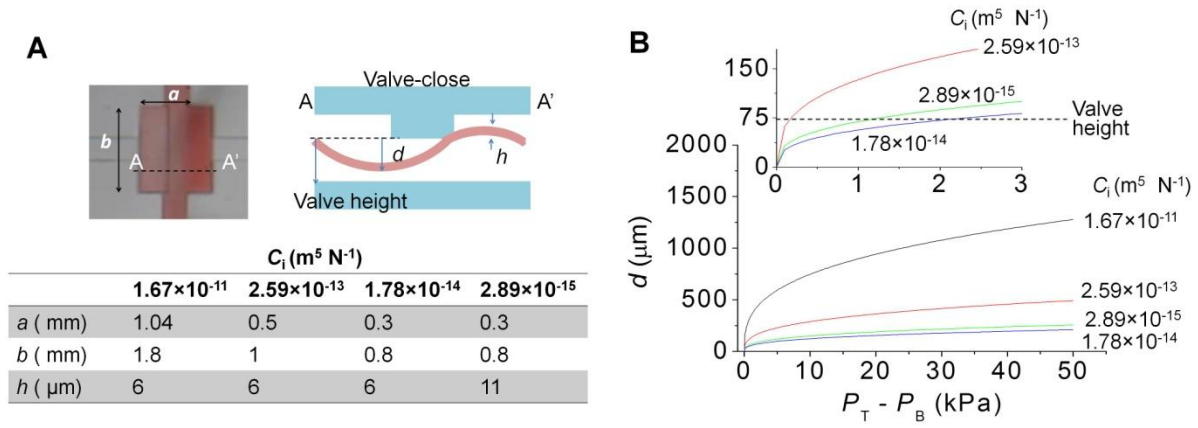 A
a
b
A
A'
Valve-close
A
A'
d
h
Valve height
Cᵢ (m⁵ N⁻¹)
1.67×10⁻¹¹ 2.59×10⁻¹³ 1.78×10⁻¹⁴ 2.89×10⁻¹⁵
a ( mm) 1.04 0.5 0.3 0.3
b (mm) 1.8 1 0.8 0.8
h (µm) 6 6 6 11
B
Cᵢ (m⁵ N⁻¹)
2.59×10⁻¹³
2.89×10⁻¹⁵
1.78×10⁻¹⁴
Valve
height
150
75
0
0 1 2 3
Cᵢ (m⁵ N⁻¹)
1.67×10⁻¹¹
2.59×10⁻¹³
2.89×10⁻¹⁵
1.78×10⁻¹⁴
2000
1500
1000
500
0
d (µm)
0 10 20 30 40 50
P_T - P_B (kPa)